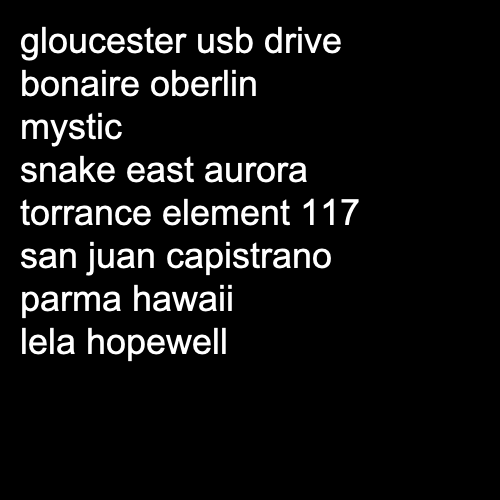 gloucester usb drive
bonaire oberlin
mystic
snake east aurora
torrance element 117
san juan capistrano
parma hawaii
lela hopewell